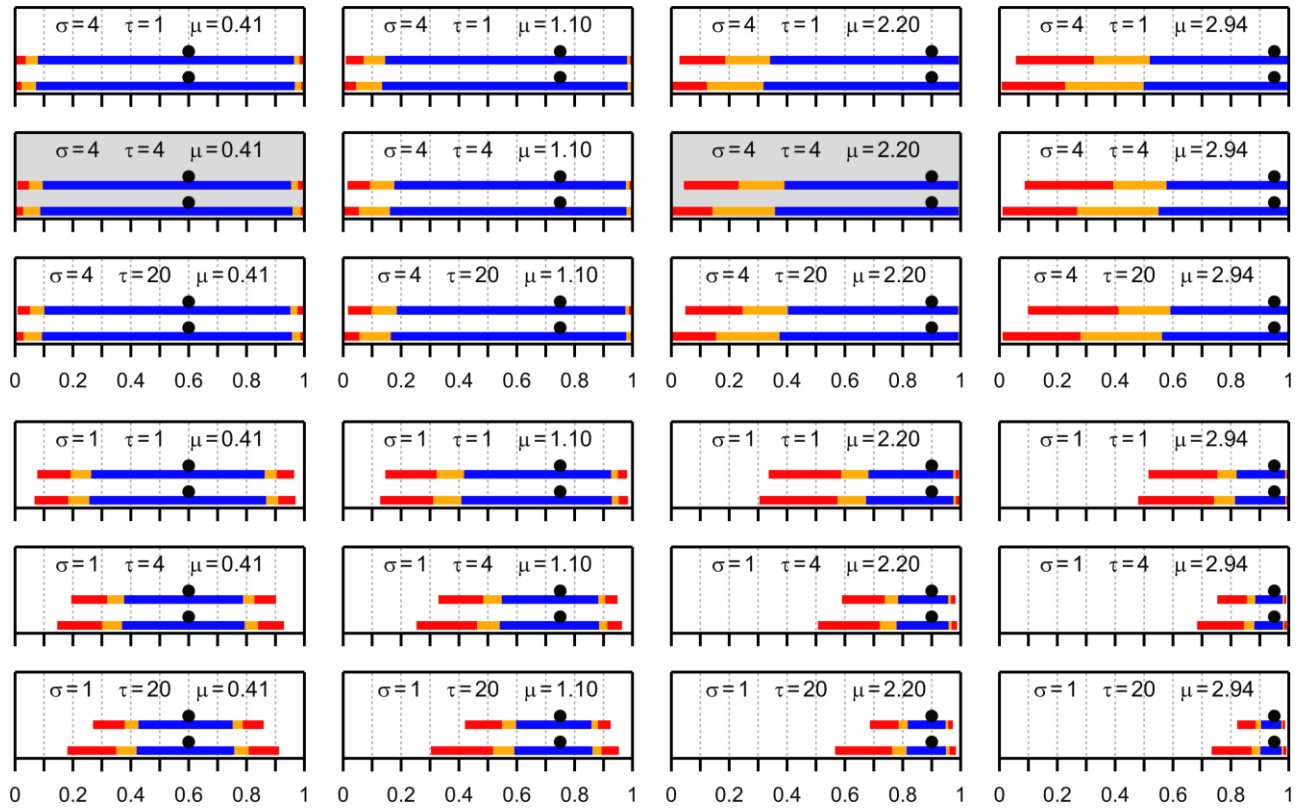 σ=4 τ=1 μ=0.41 σ=4 τ=1 μ=1.10 σ=4 τ=1 μ=2.20 σ=4 τ=1 μ=2.94
σ=4 τ=4 μ=0.41 σ=4 τ=4 μ=1.10 σ=4 τ=4 μ=2.20 σ=4 τ=4 μ=2.94
σ=4 τ=20 μ=0.41 σ=4 τ=20 μ=1.10 σ=4 τ=20 μ=2.20 σ=4 τ=20 μ=2.94
0 0.2 0.4 0.6 0.8 1 0 0.2 0.4 0.6 0.8 1 0 0.2 0.4 0.6 0.8 1 0 0.2 0.4 0.6 0.8 1
σ=1 τ=1 μ=0.41 σ=1 τ=1 μ=1.10 σ=1 τ=1 μ=2.20 σ=1 τ=1 μ=2.94
σ=1 τ=4 μ=0.41 σ=1 τ=4 μ=1.10 σ=1 τ=4 μ=2.20 σ=1 τ=4 μ=2.94
σ=1 τ=20 μ=0.41 σ=1 τ=20 μ=1.10 σ=1 τ=20 μ=2.20 σ=1 τ=20 μ=2.94
0 0.2 0.4 0.6 0.8 1 0 0.2 0.4 0.6 0.8 1 0 0.2 0.4 0.6 0.8 1 0 0.2 0.4 0.6 0.8 1